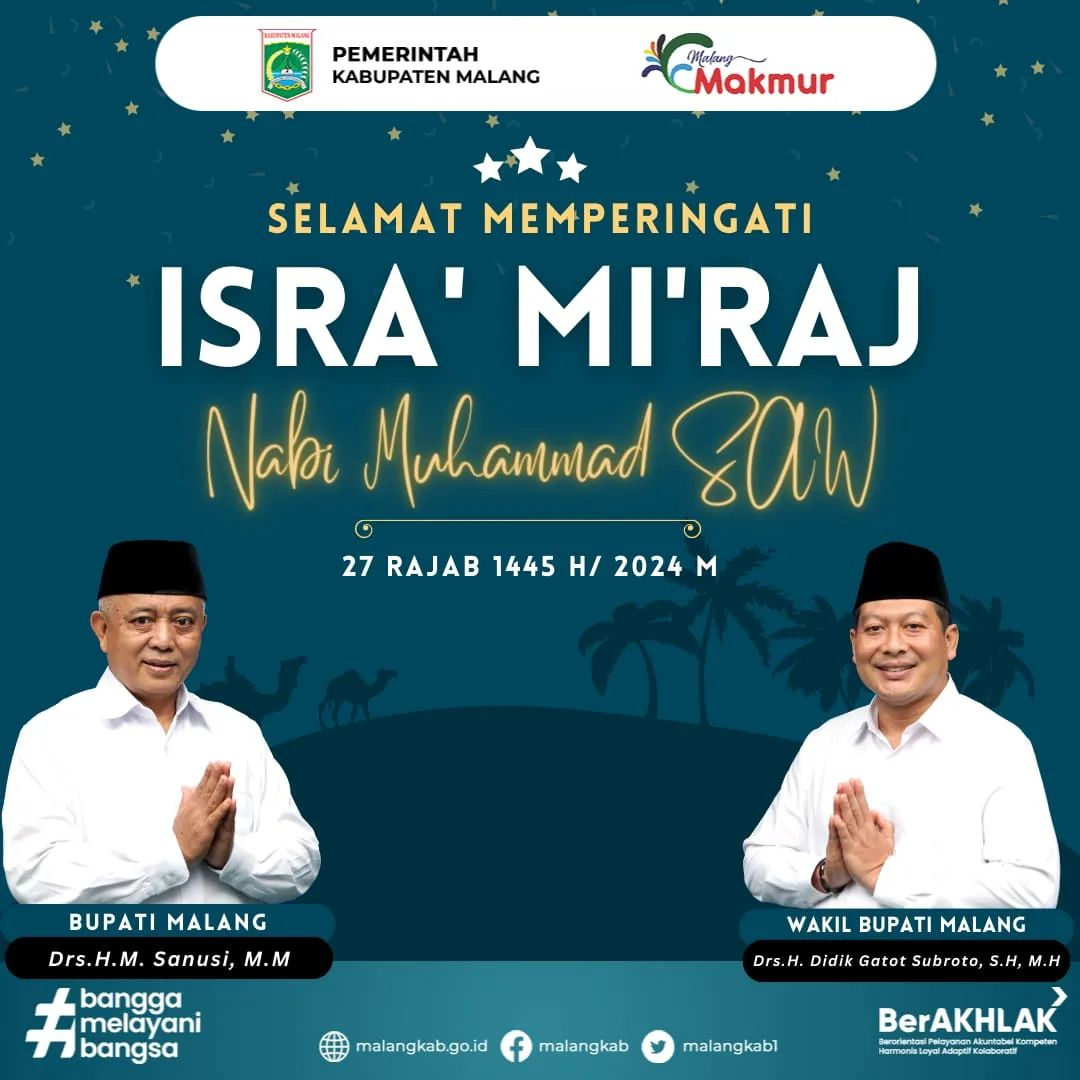 KABUPATEN MALANG
PEMERINTAH
KABUPATEN MALANG
Malang
Makmur
SELAMAT MEMPERINGATI
ISRA' MI'RAJ
Nabi Muhammad SAW
27 RAJAB 1445 H/ 2024 M
BUPATI MALANG
Drs.H.M. Sanusi, M.M
WAKIL BUPATI MALANG
Drs.H. Didik Gatot Subroto, S.H, M.H
#bangga
melayani
bangsa
malangkab.go.id
malangkab
malangkab1
BerAKHLAK
Berorientasi Pelayanan Akuntabel Kompeten
Harmonis Loyal Adaptif Kolaboratif